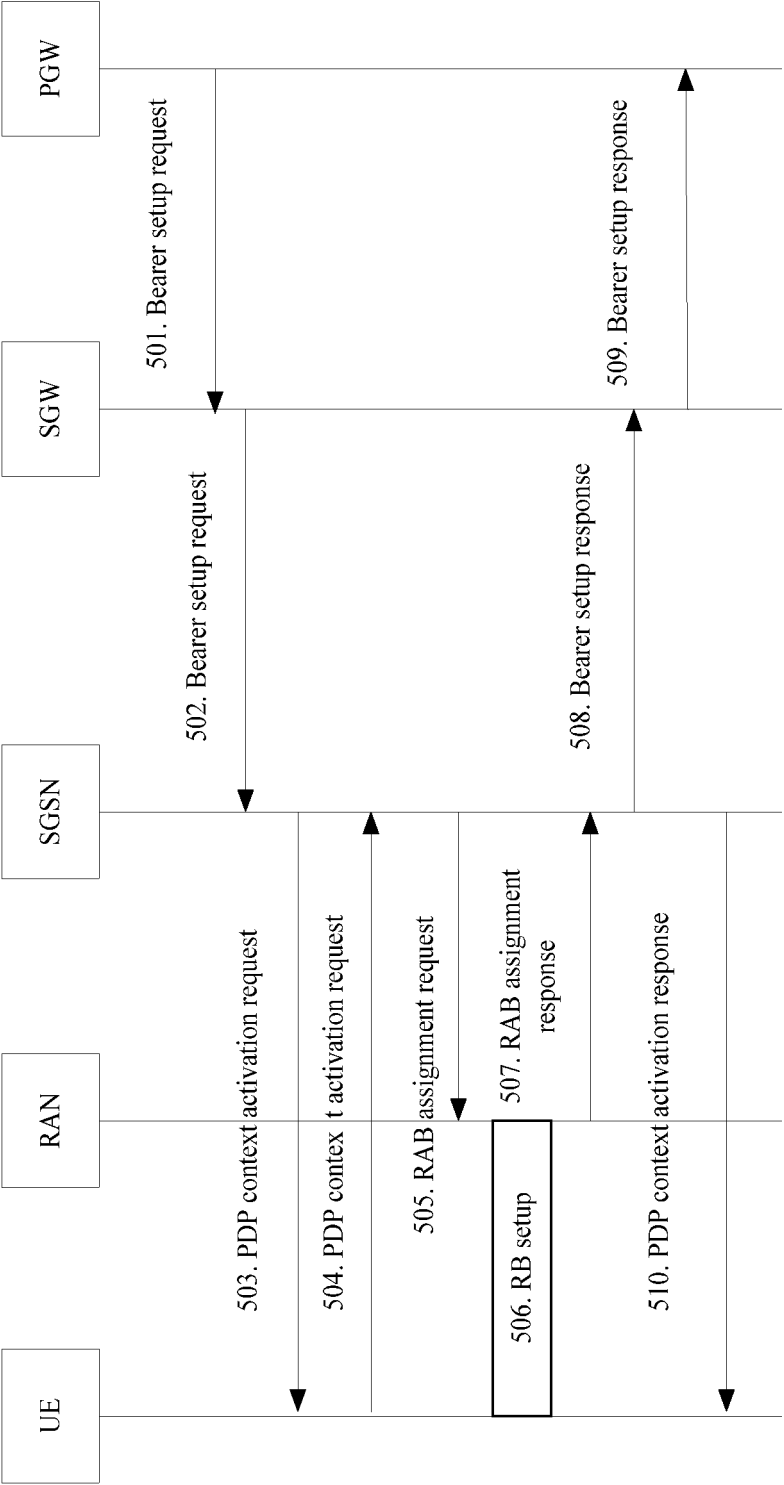 UE
RAN
SGSN
SGW
PGW
501. Bearer setup request
502. Bearer setup request
503. PDP context activation request
504. PDP contex t activation request
505. RAB assignment request
506. RB setup
507. RAB assignment
response
508. Bearer setup response
509. Bearer setup response
510. PDP context activation response